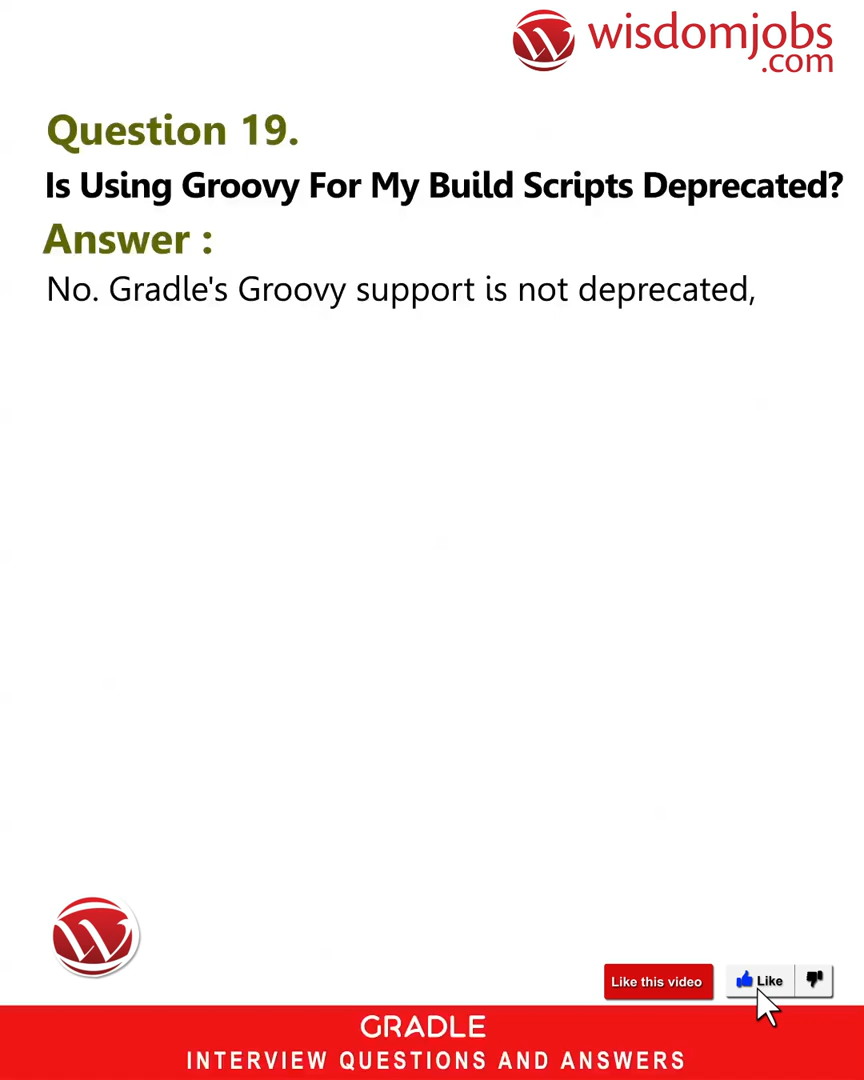 wisdomjobs
.com
Question 19.
Is Using Groovy For My Build Scripts Deprecated?
Answer :
No. Gradle's Groovy support is not deprecated,
W
Like this video
Like
GRADLE
INTERVIEW QUESTIONS AND ANSWERS